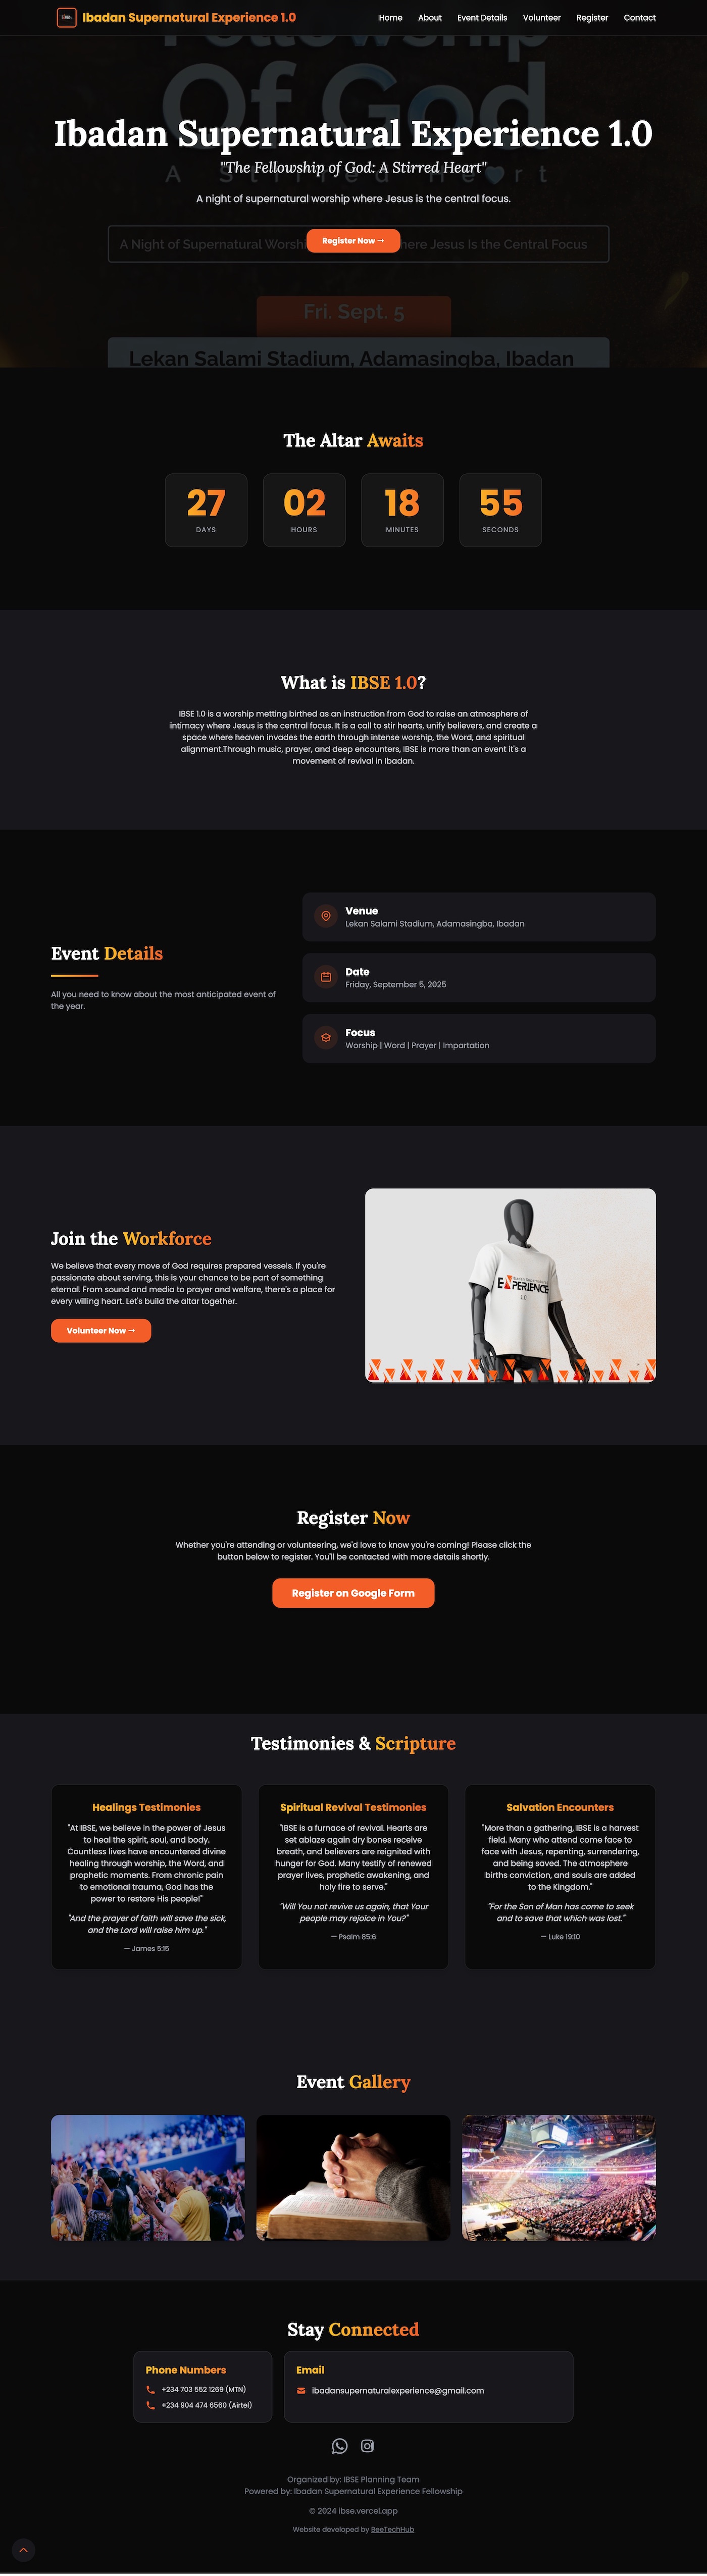 Ibadan Supernatural Experience 1.0
Home About Event Details Volunteer Register Contact
Fellowship
Of God
Ibadan Supernatural Experience 1.0
A Stirred Heart
"The Fellowship of God: A Stirred Heart"
A night of supernatural worship where Jesus is the central focus.
A Night of Supernatural Worshi
here Jesus Is the Central Focus
Register Now →
Fri. Sept. 5
Lekan Salami Stadium, Adamasingba, Ibadan
The Altar Awaits
27 02 18 55
DAYS HOURS MINUTES SECONDS
What is IBSE 1.0?
IBSE 1.0 is a worship metting birthed as an instruction from God to raise an atmosphere of
intimacy where Jesus is the central focus. It is a call to stir hearts, unify believers, and create a
space where heaven invades the earth through intense worship, the Word, and spiritual
alignment.Through music, prayer, and deep encounters, IBSE is more than an event it's a
movement of revival in Ibadan.
Event Details
All you need to know about the most anticipated event of
the year.
Venue
Lekan Salami Stadium, Adamasingba, Ibadan
Date
Friday, September 5, 2025
Focus
Worship | Word | Prayer | Impartation
Join the Workforce
We believe that every move of God requires prepared vessels. If you're
passionate about serving, this is your chance to be part of something
eternal. From sound and media to prayer and welfare, there's a place for
every willing heart. Let's build the altar together.
Volunteer Now →
EXPERIENCE
1.0
Register Now
Whether you're attending or volunteering, we'd love to know you're coming! Please click the
button below to register. You'll be contacted with more details shortly.
Register on Google Form
Testimonies & Scripture
Healings Testimonies
"At IBSE, we believe in the power of Jesus
to heal the spirit, soul, and body.
Countless lives have encountered divine
healing through worship, the Word, and
prophetic moments. From chronic pain
to emotional trauma, God has the
power to restore His people!"
"And the prayer of faith will save the sick,
and the Lord will raise him up."
— James 5:15
Spiritual Revival Testimonies
"IBSE is a furnace of revival. Hearts are
set ablaze again dry bones receive
breath, and believers are reignited with
hunger for God. Many testify of renewed
prayer lives, prophetic awakening, and
holy fire to serve."
"Will You not revive us again, that Your
people may rejoice in You?"
— Psalm 85:6
Salvation Encounters
"More than a gathering, IBSE is a harvest
field. Many who attend come face to
face with Jesus, repenting, surrendering,
and being saved. The atmosphere
births conviction, and souls are added
to the Kingdom."
"For the Son of Man has come to seek
and to save that which was lost."
— Luke 19:10
Event Gallery
Stay Connected
Phone Numbers
+234 703 552 1269 (MTN)
+234 904 474 6560 (Airtel)
Email
ibadansupernaturalexperience@gmail.com
Organized by: IBSE Planning Team
Powered by: Ibadan Supernatural Experience Fellowship
© 2024 ibse.vercel.app
Website developed by BeeTechHub